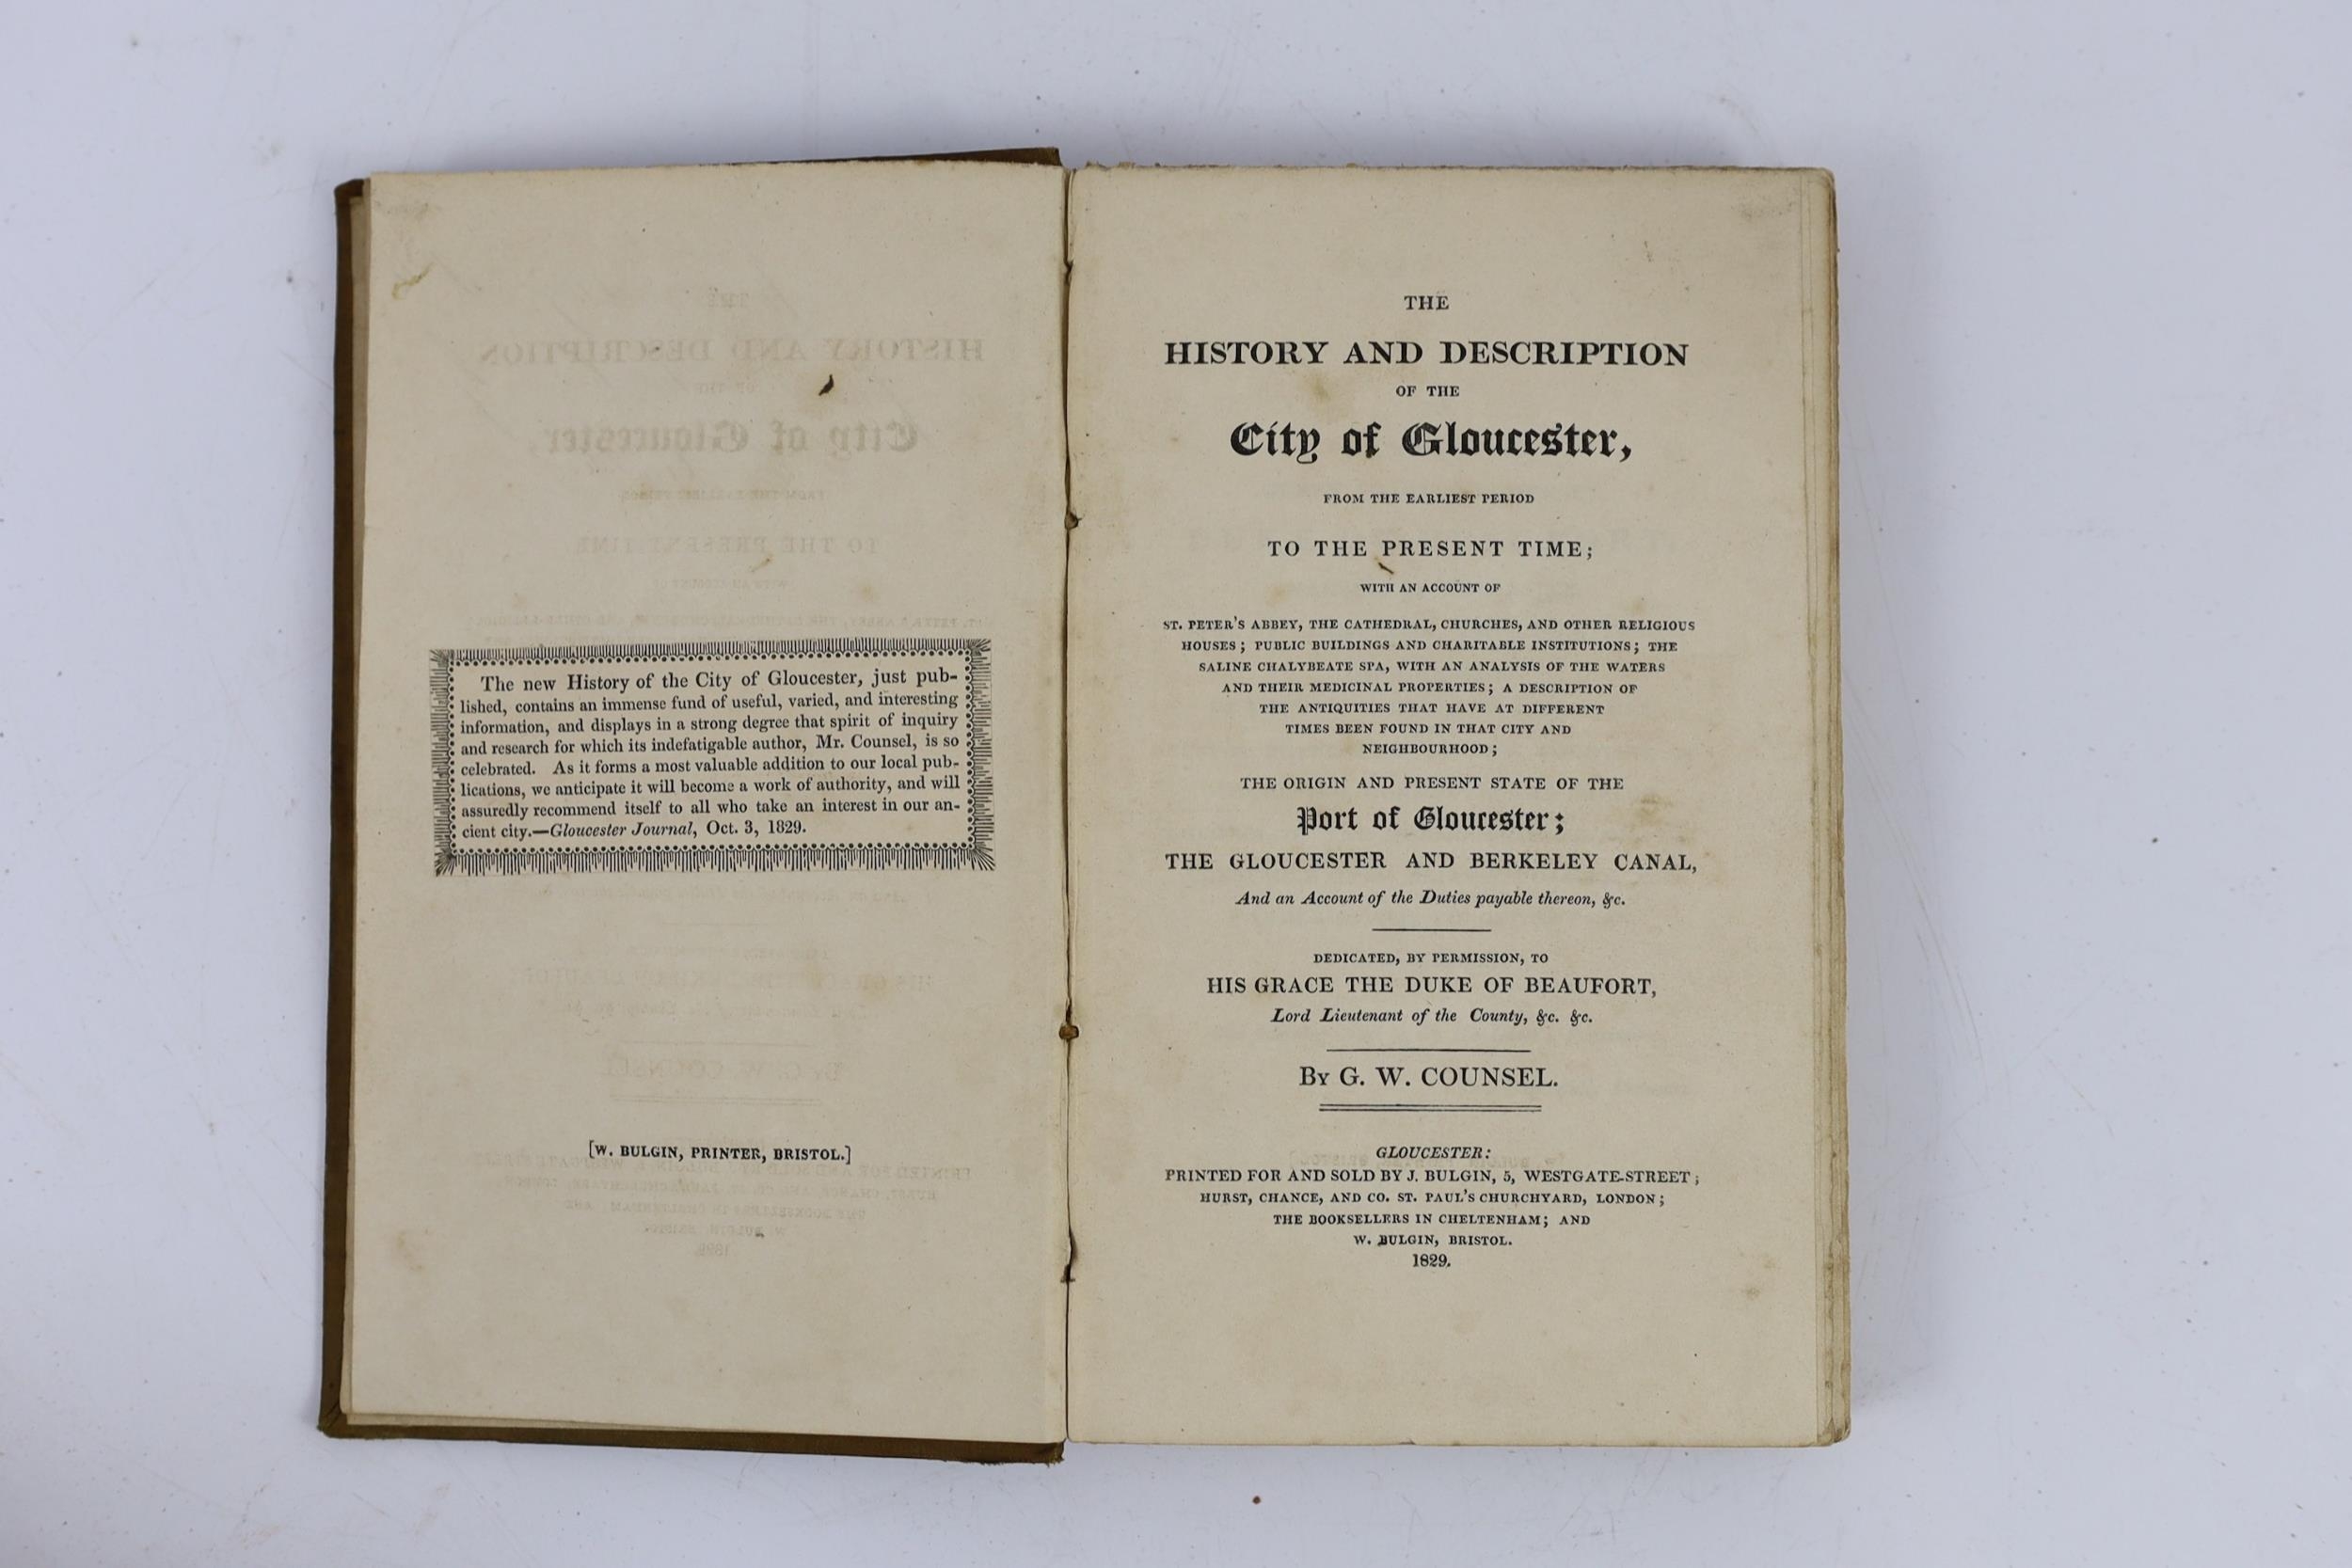 The new History of the City of Gloucester, just pub-
lished, contains an immense fund of useful, varied, and interesting
information, and displays in a strong degree that spirit of inquiry
and research for which its indefatigable author, Mr. Counsel, is so
celebrated. As it forms a most valuable addition to our local pub-
lications, we anticipate it will become a work of authority, and will
assuredly recommend itself to all who take an interest in our an-
cient city.—Gloucester Journal, Oct. 3, 1829.
[W. BULGIN, PRINTER, BRISTOL.]
THE
HISTORY AND DESCRIPTION
OF THE
City of Gloucester,
FROM THE EARLIEST PERIOD
TO THE PRESENT TIME;
WITH AN ACCOUNT OF
ST. PETER'S ABBEY, THE CATHEDRAL, CHURCHES, AND OTHER RELIGIOUS
HOUSES; PUBLIC BUILDINGS AND CHARITABLE INSTITUTIONS; THE
SALINE CHALYBEATE SPA, WITH AN ANALYSIS OF THE WATERS
AND THEIR MEDICINAL PROPERTIES; A DESCRIPTION OF
THE ANTIQUITIES THAT HAVE AT DIFFERENT
TIMES BEEN FOUND IN THAT CITY AND
NEIGHBOURHOOD;
THE ORIGIN AND PRESENT STATE OF THE
Port of Gloucester;
THE GLOUCESTER AND BERKELEY CANAL,
And an Account of the Duties payable thereon, &c.
DEDICATED, BY PERMISSION, TO
HIS GRACE THE DUKE OF BEAUFORT,
Lord Lieutenant of the County, &c. &c.
BY G. W. COUNSEL.
GLOUCESTER:
PRINTED FOR AND SOLD BY J. BULGIN, 5, WESTGATE-STREET;
HURST, CHANCE, AND CO. ST. PAUL'S CHURCHYARD, LONDON;
THE BOOKSELLERS IN CHELTENHAM; AND
W. BULGIN, BRISTOL.
1829.